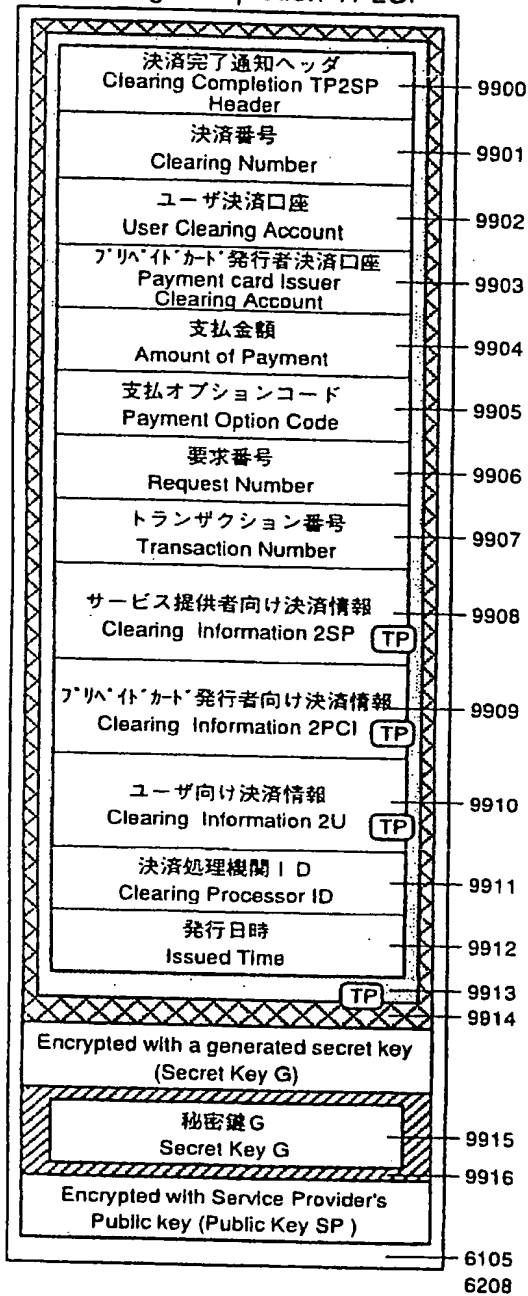 決済完了通知ヘッダ
Clearing Completion TP2SP
Header
9900
決済番号
Clearing Number
9901
ユーザ決済口座
User Clearing Account
9902
プリペイドカード発行者決済口座
Payment card Issuer
Clearing Account
9903
支払金額
Amount of Payment
9904
支払オプションコード
Payment Option Code
9905
要求番号
Request Number
9906
トランザクション番号
Transaction Number
9907
サービス提供者向け決済情報
Clearing Information 2SP
TP
9908
プリペイドカード発行者向け決済情報
Clearing Information 2PCI
TP
9909
ユーザ向け決済情報
Clearing Information 2U
TP
9910
決済処理機関ID
Clearing Processor ID
9911
発行日時
Issued Time
9912
TP
9913
9914
Encrypted with a generated secret key
(Secret Key G)
秘密鍵G
Secret Key G
9915
9916
Encrypted with Service Provider's
Public key (Public Key SP )
6105
6208